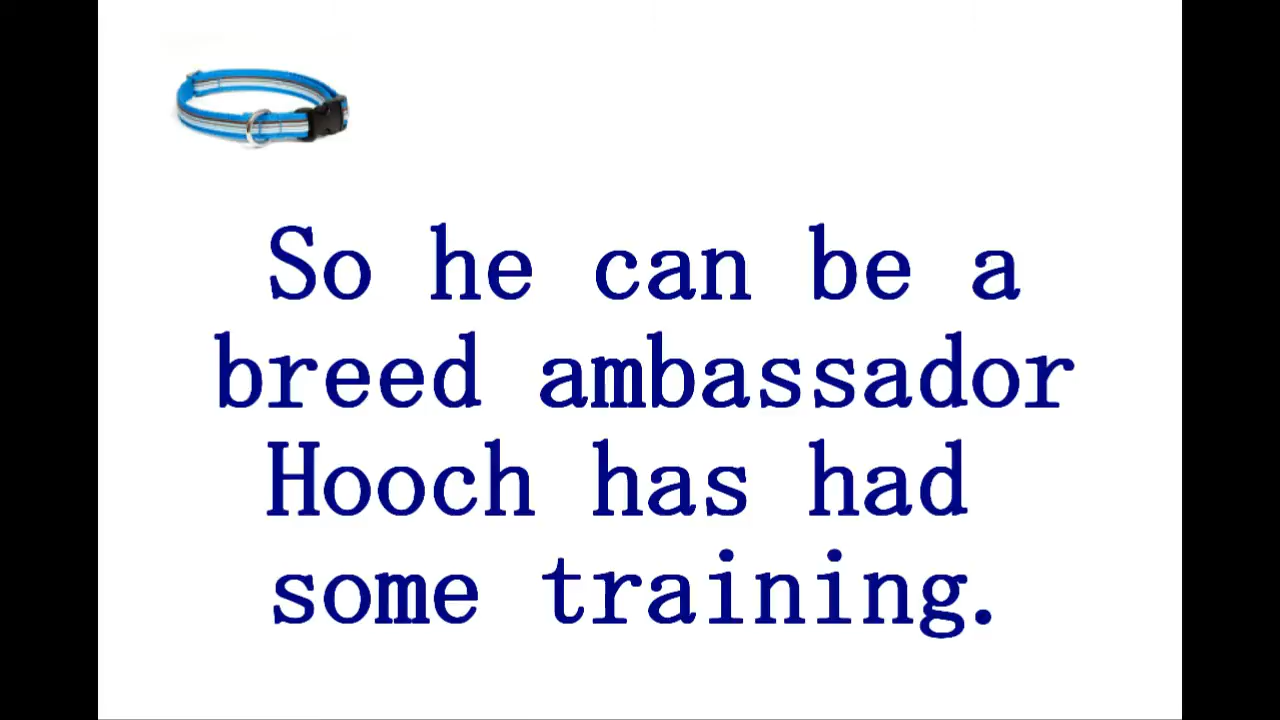 So he can be a
breed ambassador
Hooch has had
some training.